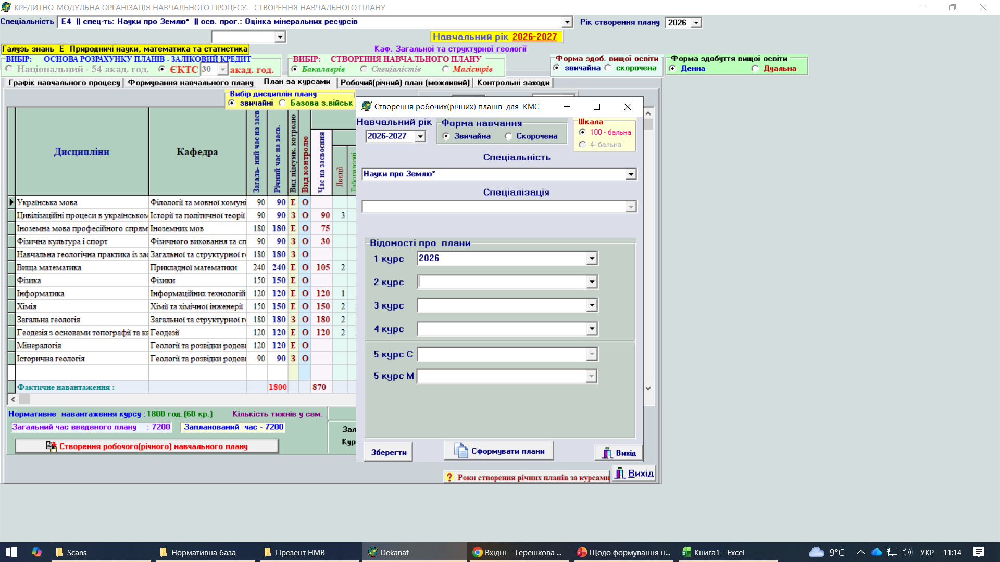 КРЕДИТНО-МОДУЛЬНА ОРГАНІЗАЦІЯ НАВЧАЛЬНОГО ПРОЦЕСУ.   СТВОРЕННЯ НАВЧАЛЬНОГО ПЛАНУ
Спеціальність  Е4  || спец-ть: Науки про Землю*  || осв. прог.: Оцінка мінеральних ресурсів  Рік створення плану  2026
Навчальний рік 2026-2027
Галузь знань  Е  Природничі науки, математика та статистика
Каф. Загальної та структурної геології
ВИБІР:  ОСНОВА РОЗРАХУНКУ ПЛАНІВ - ЗАЛІКОВИЙ КРЕДИТ
Національний - 54 акад. год.  ЄКТС 30 акад. год.
ВИБІР:  СТВОРЕННЯ НАВЧАЛЬНОГО ПЛАНУ
Бакалаврів  Спеціалістів  Магістрів
Форма здоб. вищої освіти
звичайна  скорочена
Форма здобуття вищої освіти
Денна  Дуальна
Графік навчального процесу  Формування навчального плану  План за курсами  Робочий(річний) план (можливий)  Контрольні заходи
Вибір дисциплін плану
звичайні  Базова з.військ
Дисципліни  Кафедра  Загаль- ний час на засв  Річний час на засв.  Вид підсумк. котролю  Вид контролю  Час на засвоєння  Лекції
Українська мова  Філології та мовної комуні  90  90  Е  О
Цивілізаційні процеси в українськом  Історії та політичної теорії  90  90  З  О  90  3
Іноземна мова професійного спрям  Іноземних мов  180  180  Е  О  75
Фізична культура і спорт  Фізичного виховання та сп  90  90  З  О  30
Навчальна геологічна практика із зас  Загальної та структурної г  180  180  З  О
Вища математика  Прикладної математики  240  240  Е  О  105  2
Фізика  Фізики  150  150  Е  О
Інформатика  Інформаційних технологій  120  120  Е  О  120  1
Хімія  Хімії та хімічної інженерії  150  150  Е  О  150  2
Загальна геологія  Загальної та структурної г  180  180  З  О  180  2
Геодезія з основами топографії та ка  Геодезії  120  120  Е  О  120  2
Мінералогія  Геології та розвідки родов  120  120  Е  О
Історична геологія  Геології та розвідки родов  90  90  З  О
Фактичне навантаження :  1800  870
Нормативне  навантаження курсу : 1800 год.(60 кр.)  Кількість тижнів у сем.
Загальний час введеного плану  : 7200  Запланований  час - 7200
Зал
Кур
Створення робочого(річного) навчального плану
Створення робочих(річних) планів  для  КМС
Навчальний рік
2026-2027
Форма навчання
Звичайна  Скорочена
Шкала
100 - бальна
4- бальна
Спеціальність
Науки про Землю*
Спеціалізація
Відомості про  плани
1 курс  2026
2 курс
3 курс
4 курс
5 курс С
5 курс М
Зберегти  Сформувати плани  Вихід
? Роки створення річних планів за курсами  Вихід
Scans  Нормативна база  Презент НМВ  Dekanat  Вхідні – Терешкова ...  Щодо формування н...  Книга1 - Excel  9°C  УКР  11:14